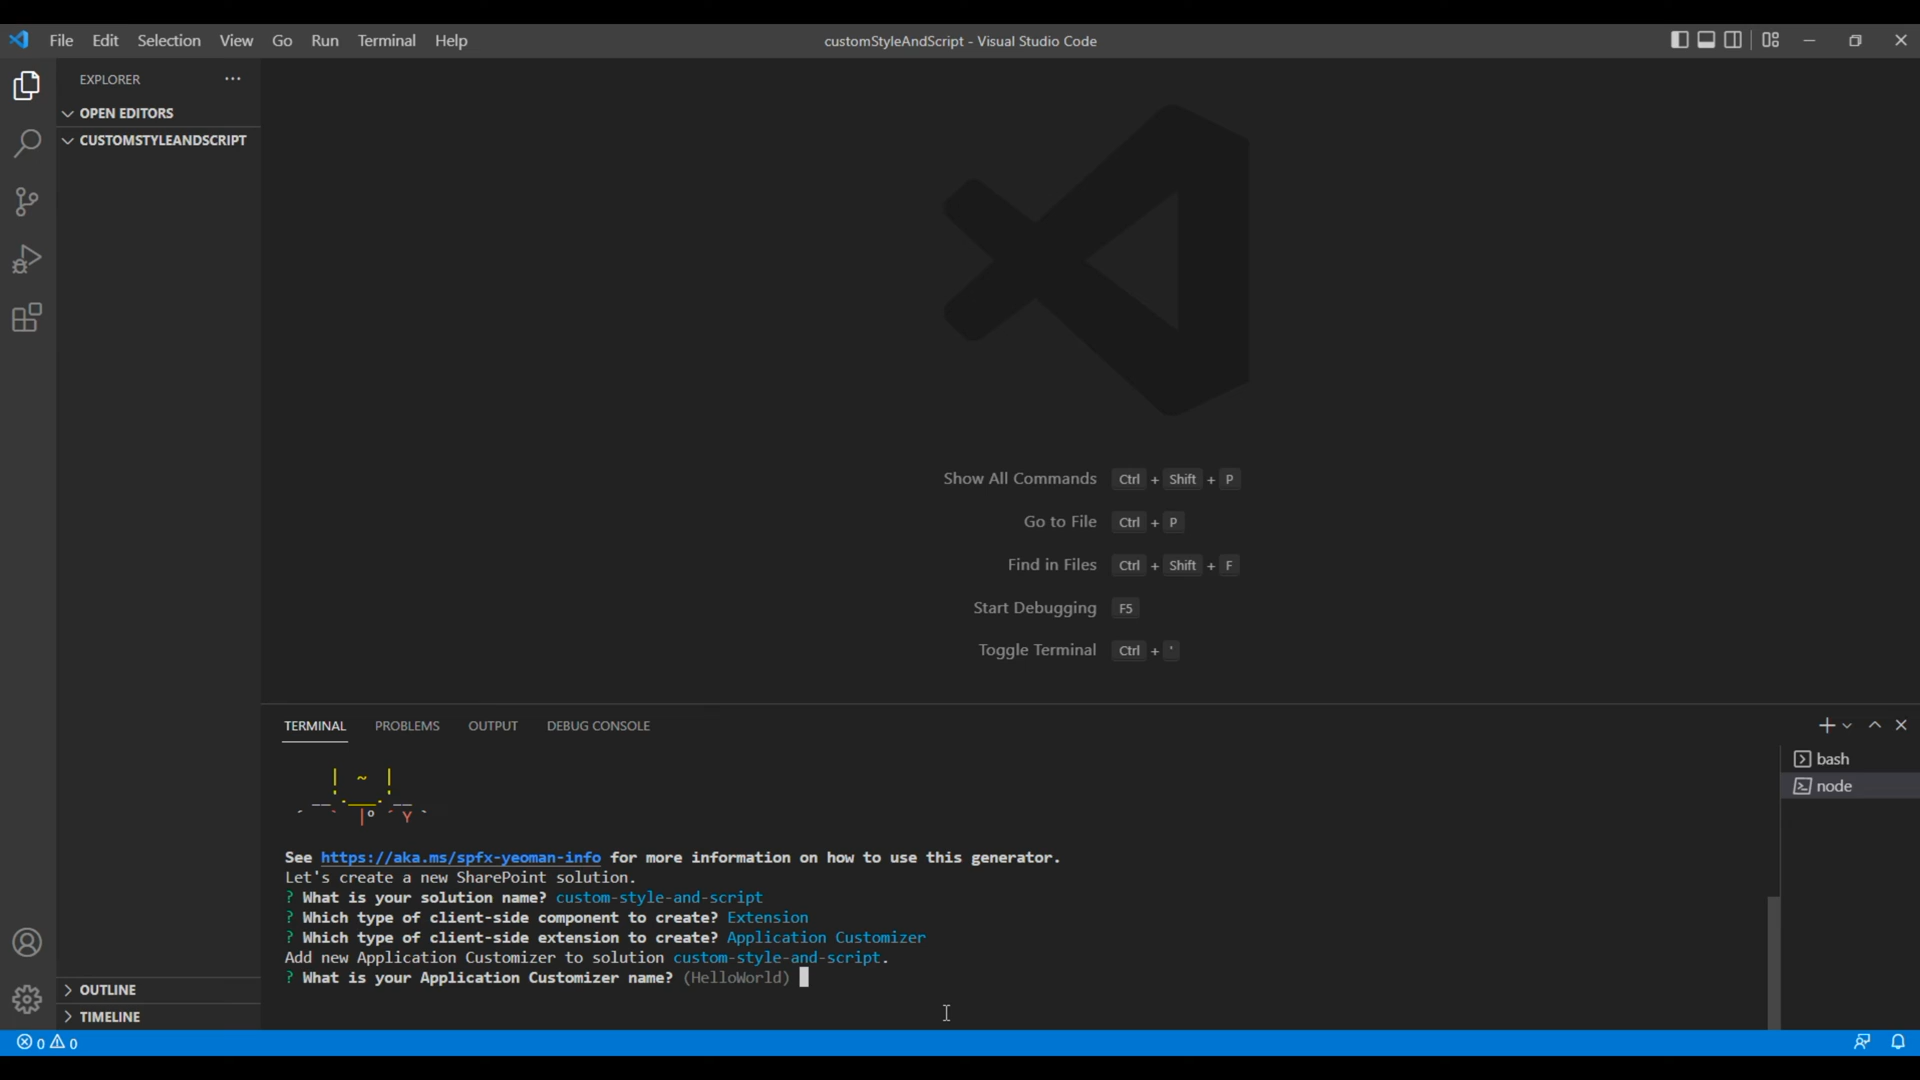 File Edit Selection View Go Run Terminal Help
customStyleAndScript - Visual Studio Code
EXPLORER
OPEN EDITORS
CUSTOMSTYLEANDSCRIPT
Show All Commands Ctrl + Shift + P
Go to File Ctrl + P
Find in Files Ctrl + Shift + F
Start Debugging F5
Toggle Terminal Ctrl + '
TERMINAL PROBLEMS OUTPUT DEBUG CONSOLE
bash
node
| ~ |
__'.___.'__
´ ` |° ´ Y `
See https://aka.ms/spfx-yeoman-info for more information on how to use this generator.
Let's create a new SharePoint solution.
? What is your solution name? custom-style-and-script
? Which type of client-side component to create? Extension
? Which type of client-side extension to create? Application Customizer
Add new Application Customizer to solution custom-style-and-script.
? What is your Application Customizer name? (HelloWorld)
OUTLINE
TIMELINE
0 0